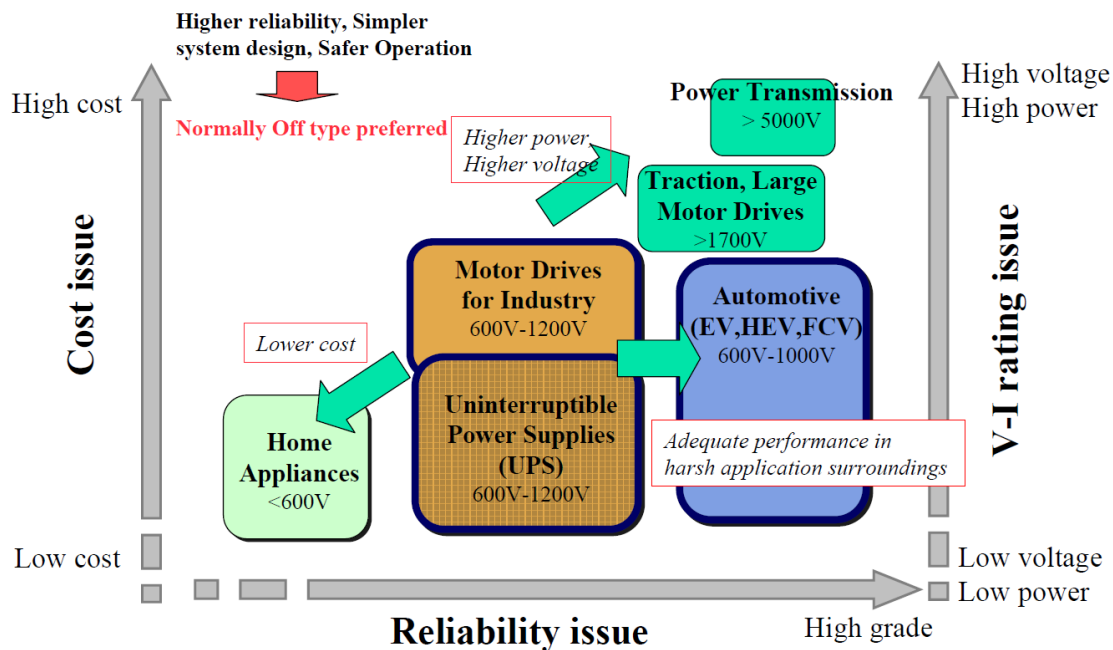 Higher reliability, Simpler
system design, Safer Operation
Normally Off type preferred
High cost
Cost issue
Low cost
High voltage
High power
V-I rating issue
Low voltage
Low power
Higher power,
Higher voltage
Power Transmission
> 5000V
Traction, Large
Motor Drives
>1700V
Motor Drives
for Industry
600V-1200V
Automotive
(EV,HEV,FCV)
600V-1000V
Lower cost
Uninterruptible
Power Supplies
(UPS)
600V-1200V
Home
Appliances
<600V
Adequate performance in
harsh application surroundings
Reliability issue
High grade